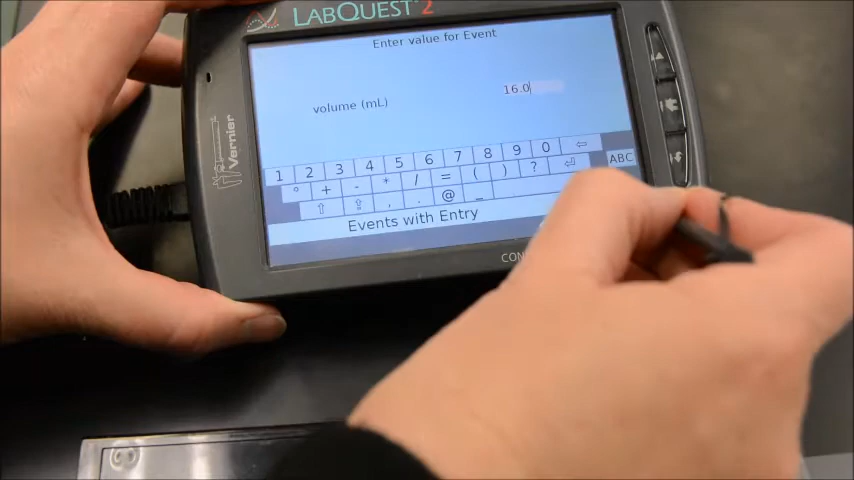 LABQUEST 2
Enter value for Event
volume (mL) 16.0
Vernier
1 2 3 4 5 6 7 8 9 0 ⇦
° + - * / = ( ) ? ⏎ ABC
⇧ ⇪ , . @ _
Events with Entry